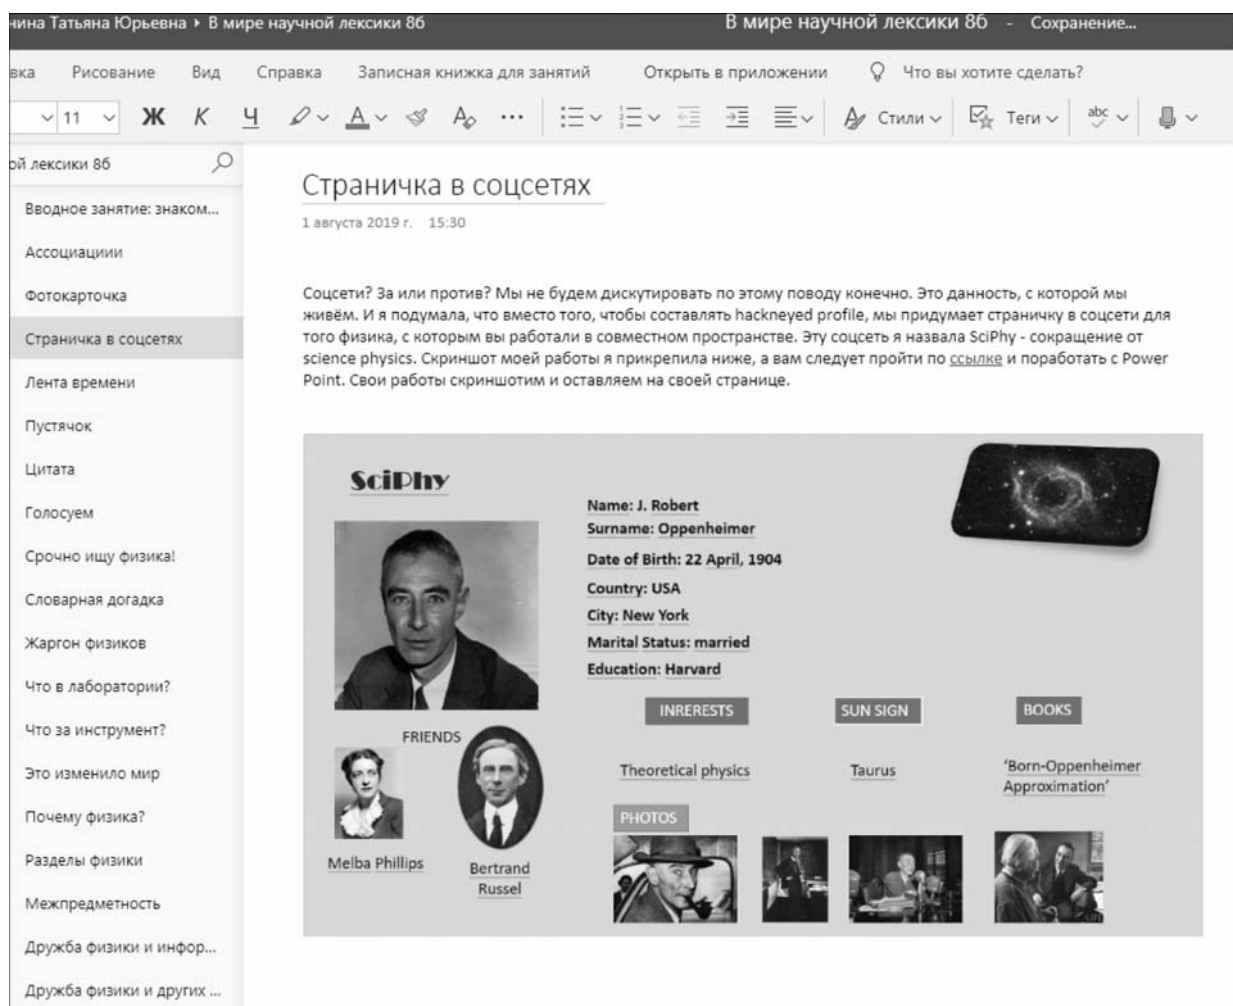 нина Татьяна Юрьевна ▸ В мире научной лексики 8б
В мире научной лексики 8б - Сохранение...
вка Рисование Вид Справка Записная книжка для занятий Открыть в приложении Что вы хотите сделать?
11 Ж К Ч А ... Стили Теги abc
ой лексики 8б
Вводное занятие: знаком...
Ассоциациии
Фотокарточка
Страничка в соцсетях
Лента времени
Пустячок
Цитата
Голосуем
Срочно ищу физика!
Словарная догадка
Жаргон физиков
Что в лаборатории?
Что за инструмент?
Это изменило мир
Почему физика?
Разделы физики
Межпредметность
Дружба физики и инфор...
Дружба физики и других ...
Страничка в соцсетях
1 августа 2019 г. 15:30
Соцсети? За или против? Мы не будем дискутировать по этому поводу конечно. Это данность, с которой мы
живём. И я подумала, что вместо того, чтобы составлять hackneyed profile, мы придумает страничку в соцсети для
того физика, с которым вы работали в совместном пространстве. Эту соцсеть я назвала SciPhy - сокращение от
science physics. Скриншот моей работы я прикрепила ниже, а вам следует пройти по ссылке и поработать с Power
Point. Свои работы скриншотим и оставляем на своей странице.
SciPhy
Name: J. Robert
Surname: Oppenheimer
Date of Birth: 22 April, 1904
Country: USA
City: New York
Marital Status: married
Education: Harvard
FRIENDS
Melba Phillips
Bertrand
Russel
INRERESTS
Theoretical physics
SUN SIGN
Taurus
BOOKS
'Born-Oppenheimer
Approximation'
PHOTOS